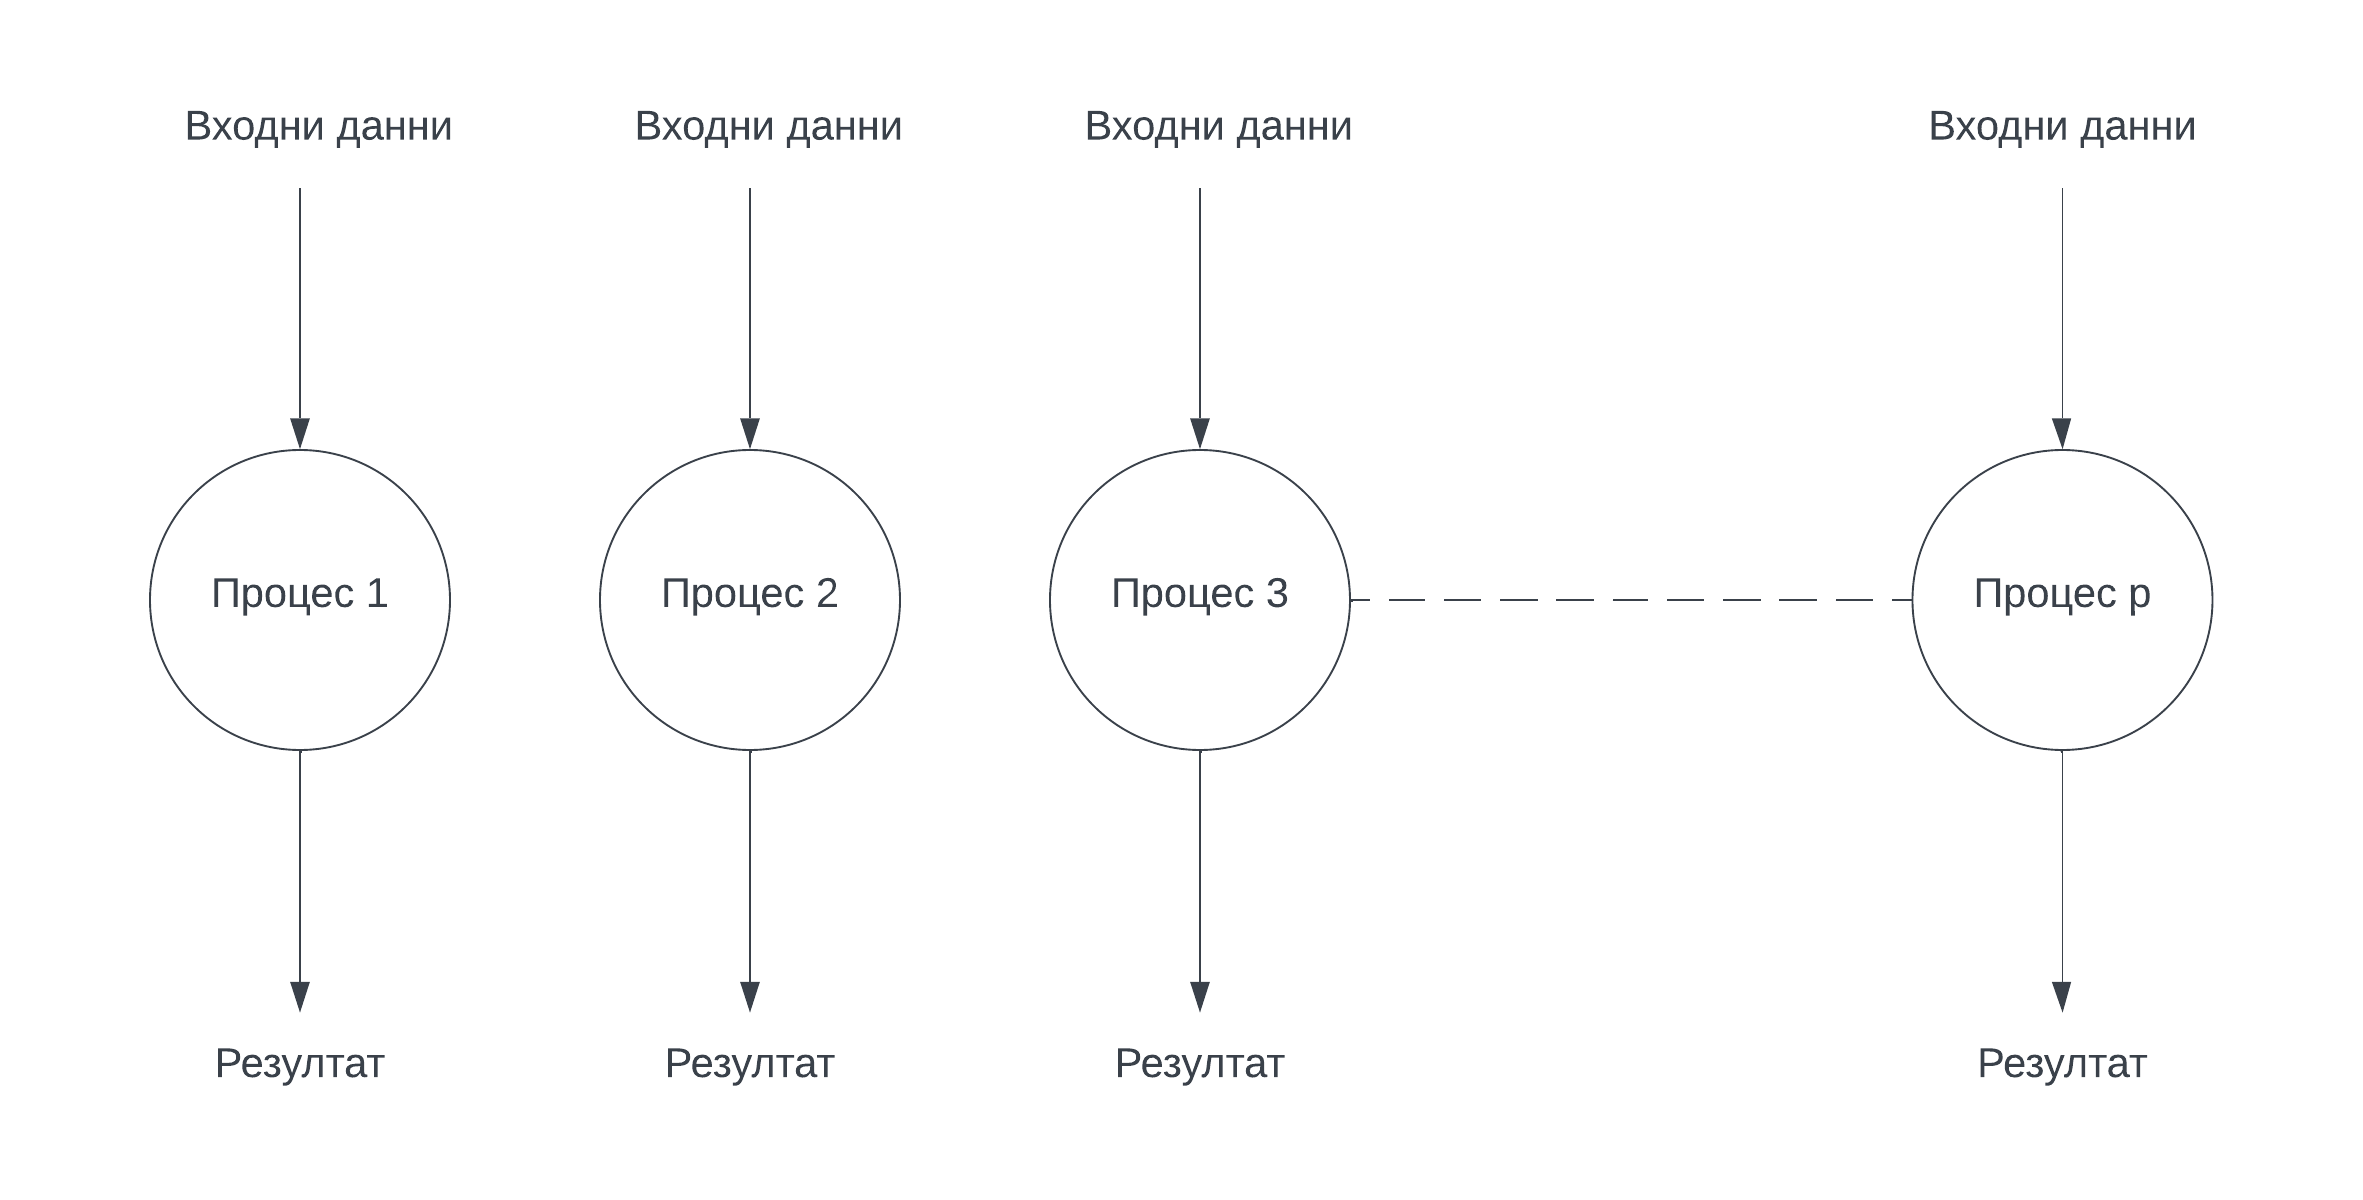 Входни данни
Входни данни
Входни данни
Входни данни
Процес 1
Процес 2
Процес 3
Процес p
Резултат
Резултат
Резултат
Резултат